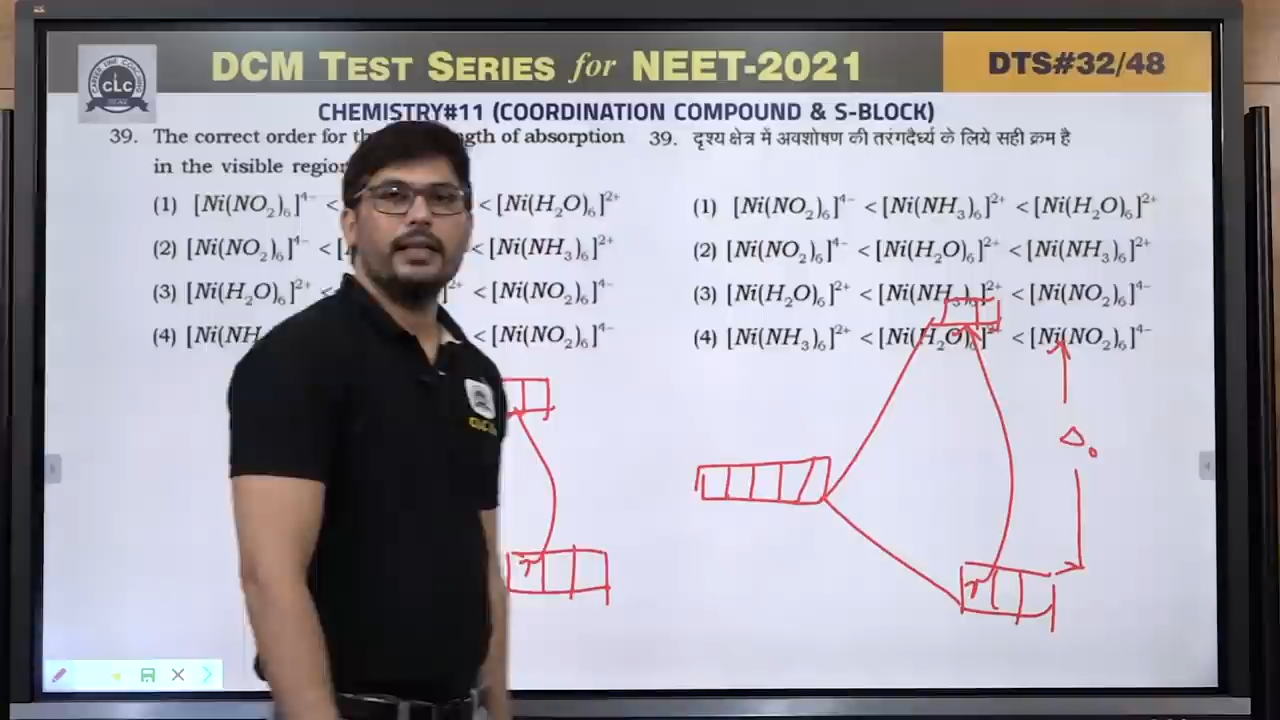 DCM TEST SERIES for NEET-2021
DTS#32/48
CLC
CHEMISTRY#11 (COORDINATION COMPOUND & S-BLOCK)
39. The correct order for of absorption
in the visible
(1) [Ni(NO₂)₆]⁴⁻ < < [Ni(H₂O)₆]²⁺
(2) [Ni(NO₂)₆]⁴⁻ < [ < [Ni(NH₃)₆]²⁺
(3) [Ni(H₂O)₆]²⁺ < < [Ni(NO₂)₆]⁴⁻
(4) [Ni(NH < [Ni(NO₂)₆]⁴⁻
39. दृश्य क्षेत्र में अवशोषण की तरंगदैर्ध्य के लिये सही क्रम है
(1) [Ni(NO₂)₆]⁴⁻ < [Ni(NH₃)₆]²⁺ < [Ni(H₂O)₆]²⁺
(2) [Ni(NO₂)₆]⁴⁻ < [Ni(H₂O)₆]²⁺ < [Ni(NH₃)₆]²⁺
(3) [Ni(H₂O)₆]²⁺ < [Ni(NH₃)₆]²⁺ < [Ni(NO₂)₆]⁴⁻
(4) [Ni(NH₃)₆]²⁺ < [Ni(H₂O)₆]²⁺ < [Ni(NO₂)₆]⁴⁻
Δ₀